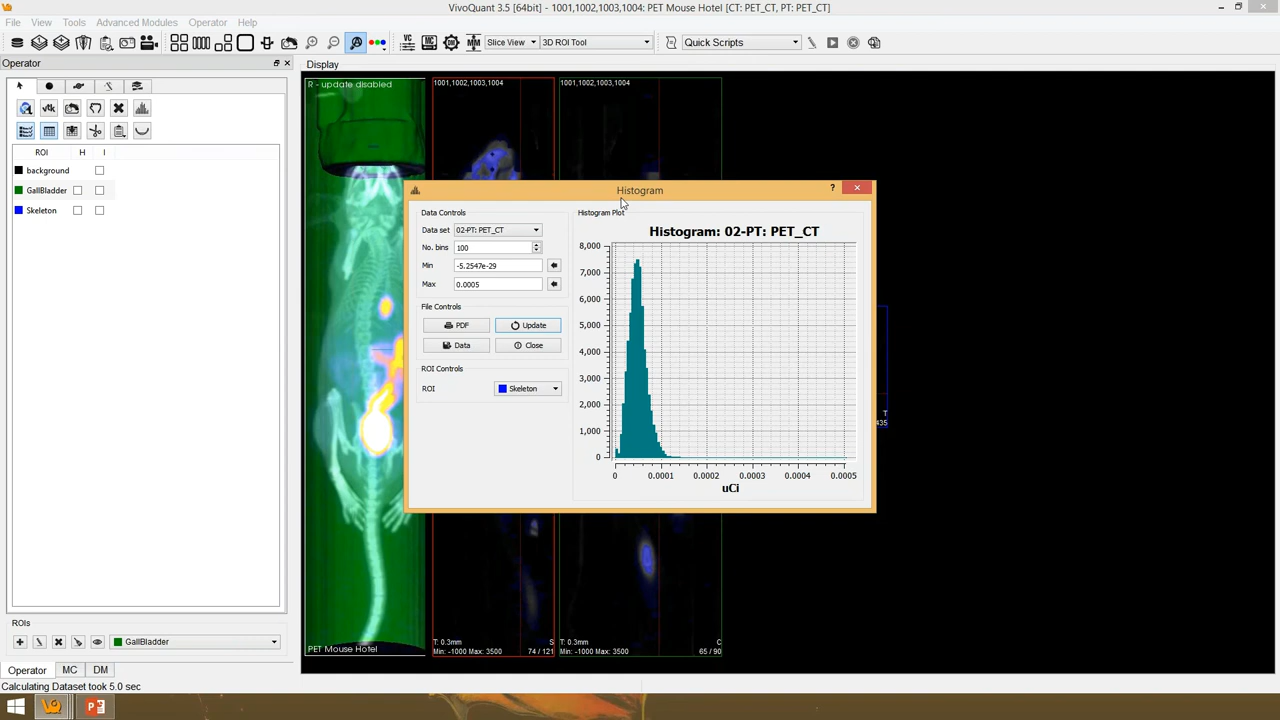 VivoQuant 3.5 [64bit] - 1001,1002,1003,1004: PET Mouse Hotel [CT: PET_CT, PT: PET_CT]
File View Tools Advanced Modules Operator Help
VC MC DM MM Slice View 3D ROI Tool Quick Scripts
Operator
Display
R - update disabled
1001,1002,1003,1004
1001,1002,1003,1004
vtk
ROI H I
background
GallBladder
Skeleton
Histogram
?
Data Controls
Data set 02-PT: PET_CT
No. bins 100
Min -5.2547e-29
Max 0.0005
File Controls
PDF Update
Data Close
ROI Controls
ROI Skeleton
Histogram Plot
Histogram: 02-PT: PET_CT
8,000
7,000
6,000
5,000
4,000
3,000
2,000
1,000
0
0 0.0001 0.0002 0.0003 0.0004 0.0005
uCi
T
435
ROIs
GallBladder
PET Mouse Hotel
T: 0.3mm S
Min: -1000 Max: 3500 74 / 121
T: 0.3mm C
Min: -1000 Max: 3500 65 / 90
Operator MC DM
Calculating Dataset took 5.0 sec